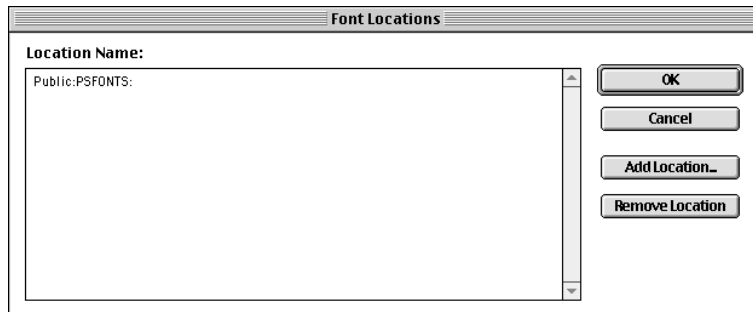 Font Locations
Location Name:
Public:PSFONTS:
OK
Cancel
Add Location...
Remove Location